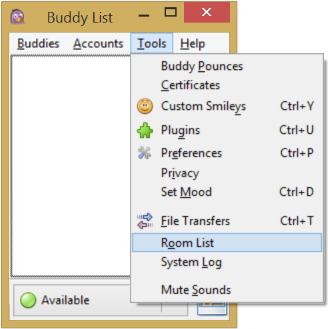 Buddy List
Buddies Accounts Tools Help
Buddy Pounces
Certificates
Custom Smileys Ctrl+Y
Plugins Ctrl+U
Preferences Ctrl+P
Privacy
Set Mood Ctrl+D
File Transfers Ctrl+T
Room List
System Log
Mute Sounds
Available